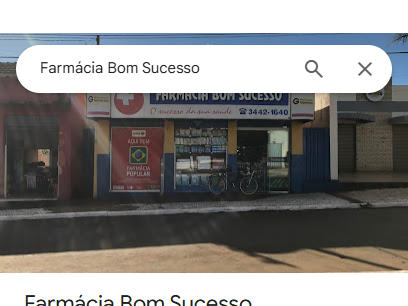 Farmácia Bom Sucesso
FARMÁCIA BOM SUCESSO
O sucesso da sua saúde
3442-1640
AQUI TEM
FARMÁCIA
POPULAR
Farmácia Bom Sucesso